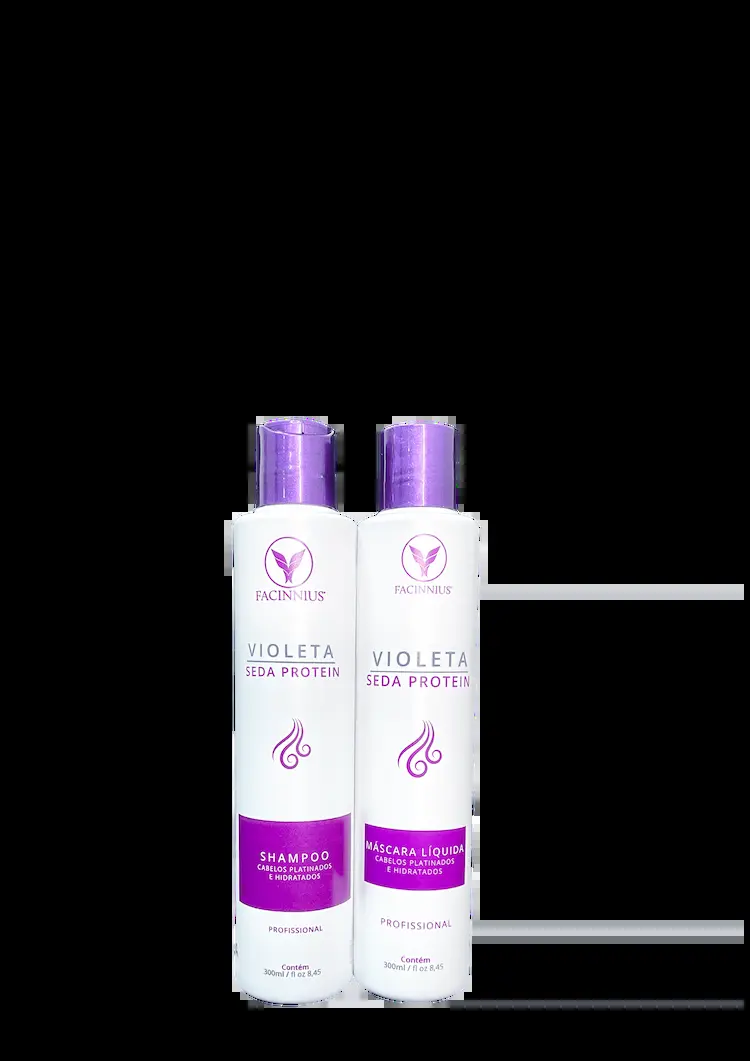 FACINNIUS®
VIOLETA
SEDA PROTEIN
SHAMPOO
CABELOS PLATINADOS
E HIDRATADOS
PROFISSIONAL
Contém
300ml / fl oz 8,45
FACINNIUS®
VIOLETA
SEDA PROTEIN
MÁSCARA LÍQUIDA
CABELOS PLATINADOS
E HIDRATADOS
PROFISSIONAL
Contém
300ml / fl oz 8,45